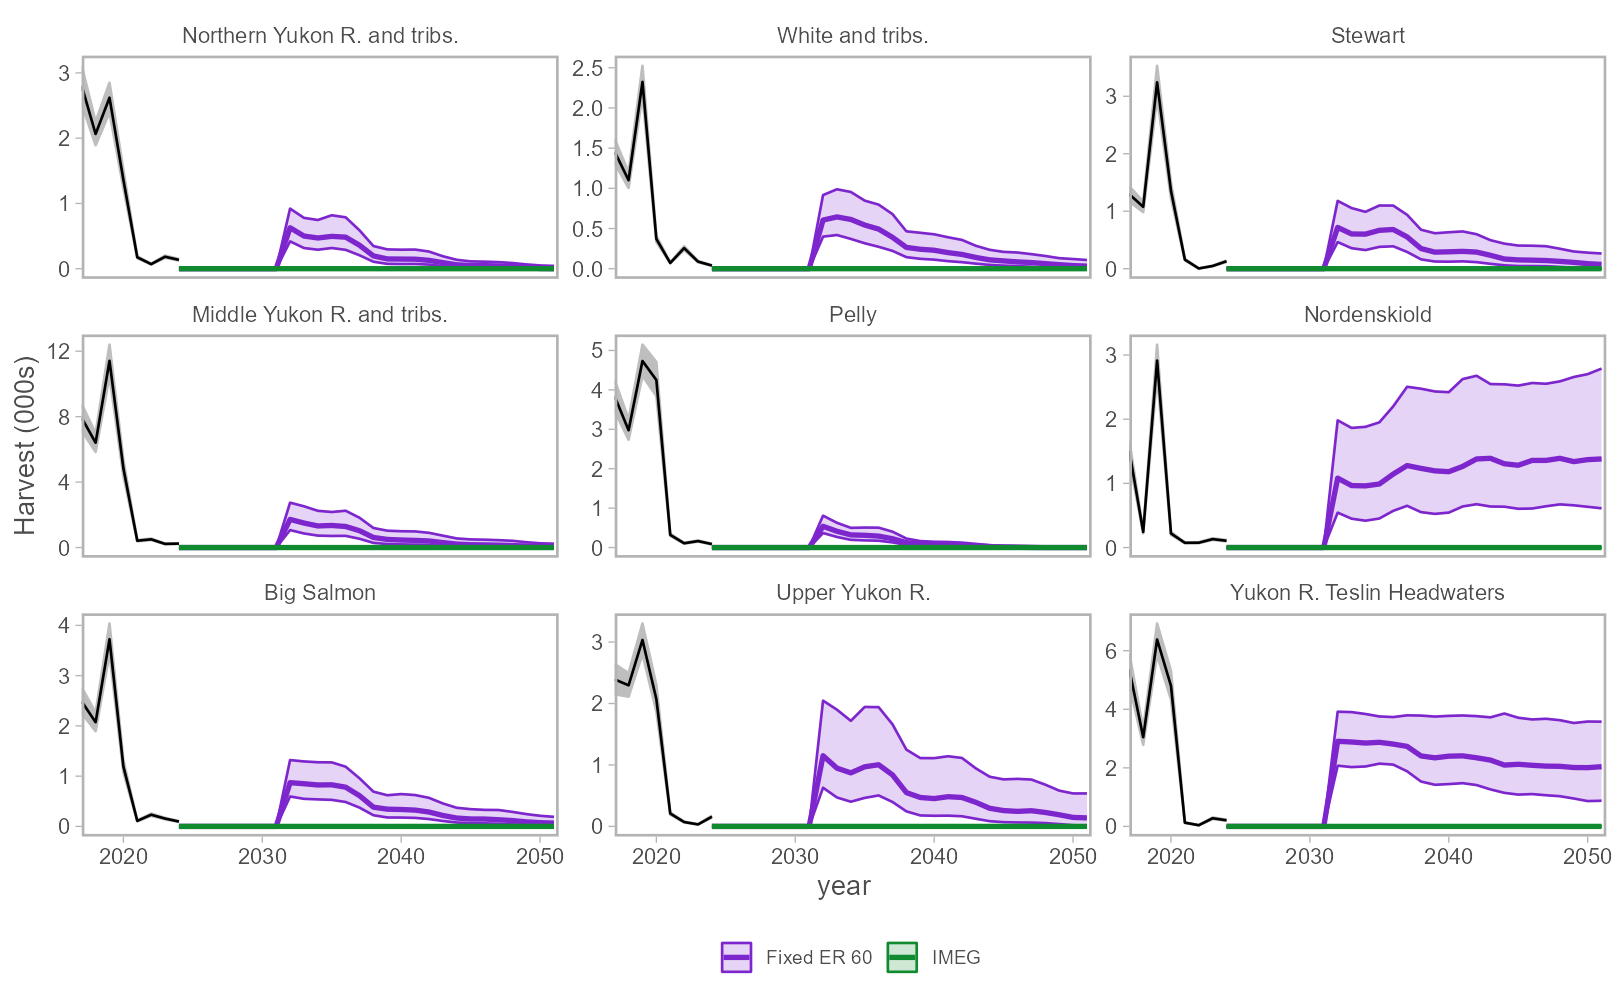 Northern Yukon R. and tribs.
White and tribs.
Stewart
3
2
1
0
2.5
2.0
1.5
1.0
0.5
0.0
3
2
1
0
Middle Yukon R. and tribs.
Pelly
Nordenskiold
Harvest (000s)
12
8
4
0
5
4
3
2
1
0
3
2
1
0
Big Salmon
Upper Yukon R.
Yukon R. Teslin Headwaters
4
3
2
1
0
3
2
1
0
6
4
2
0
2020 2030 2040 2050
2020 2030 2040 2050
2020 2030 2040 2050
year
Fixed ER 60 IMEG